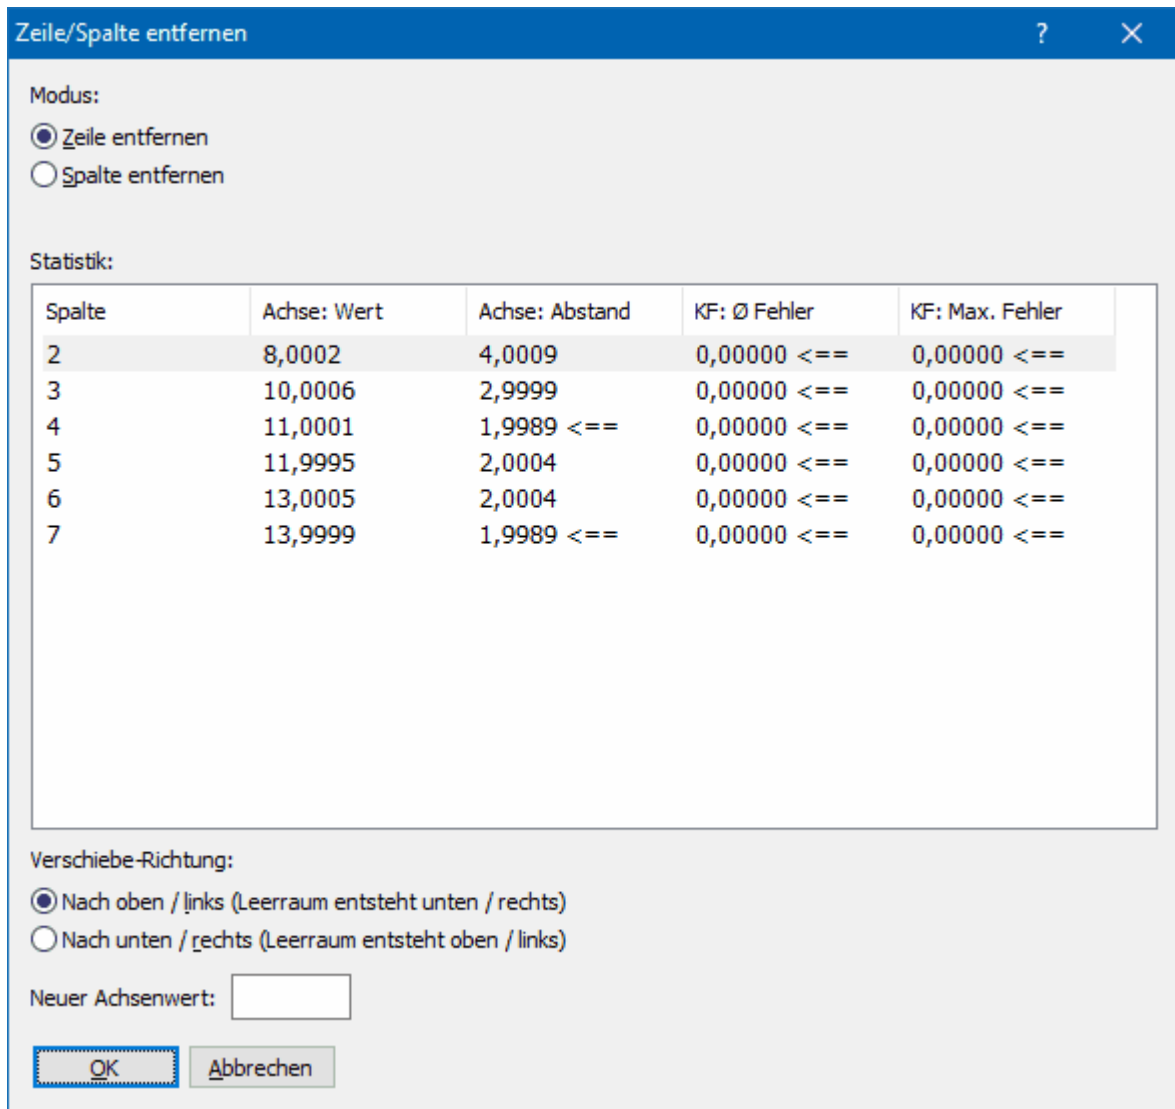 Zeile/Spalte entfernen ?
Modus:
Zeile entfernen
Spalte entfernen
Statistik:
Spalte Achse: Wert Achse: Abstand KF: Ø Fehler KF: Max. Fehler
2 8,0002 4,0009 0,00000 <== 0,00000 <==
3 10,0006 2,9999 0,00000 <== 0,00000 <==
4 11,0001 1,9989 <== 0,00000 <== 0,00000 <==
5 11,9995 2,0004 0,00000 <== 0,00000 <==
6 13,0005 2,0004 0,00000 <== 0,00000 <==
7 13,9999 1,9989 <== 0,00000 <== 0,00000 <==
Verschiebe-Richtung:
Nach oben / links (Leerraum entsteht unten / rechts)
Nach unten / rechts (Leerraum entsteht oben / links)
Neuer Achsenwert:
OK Abbrechen